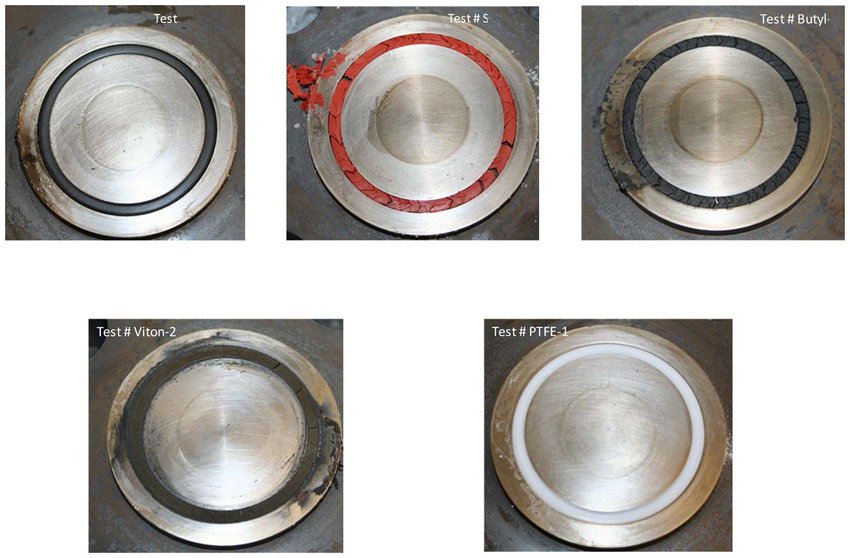 Test
Test # S
Test # Butyl-
Test # Viton-2
Test # PTFE-1